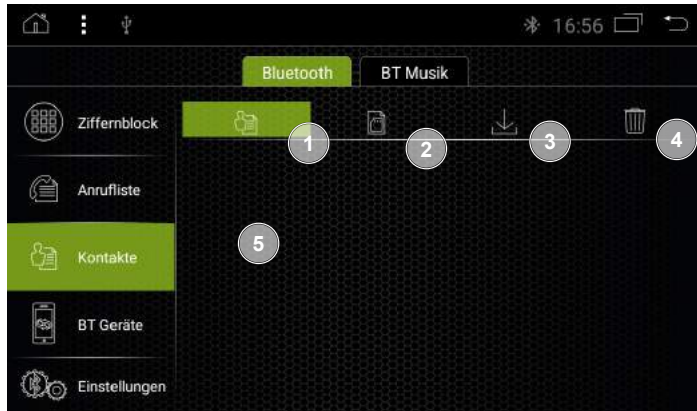 16:56
Bluetooth BT Musik
Ziffernblock
1 2 3 4
Anrufliste
5
Kontakte
BT Geräte
Einstellungen